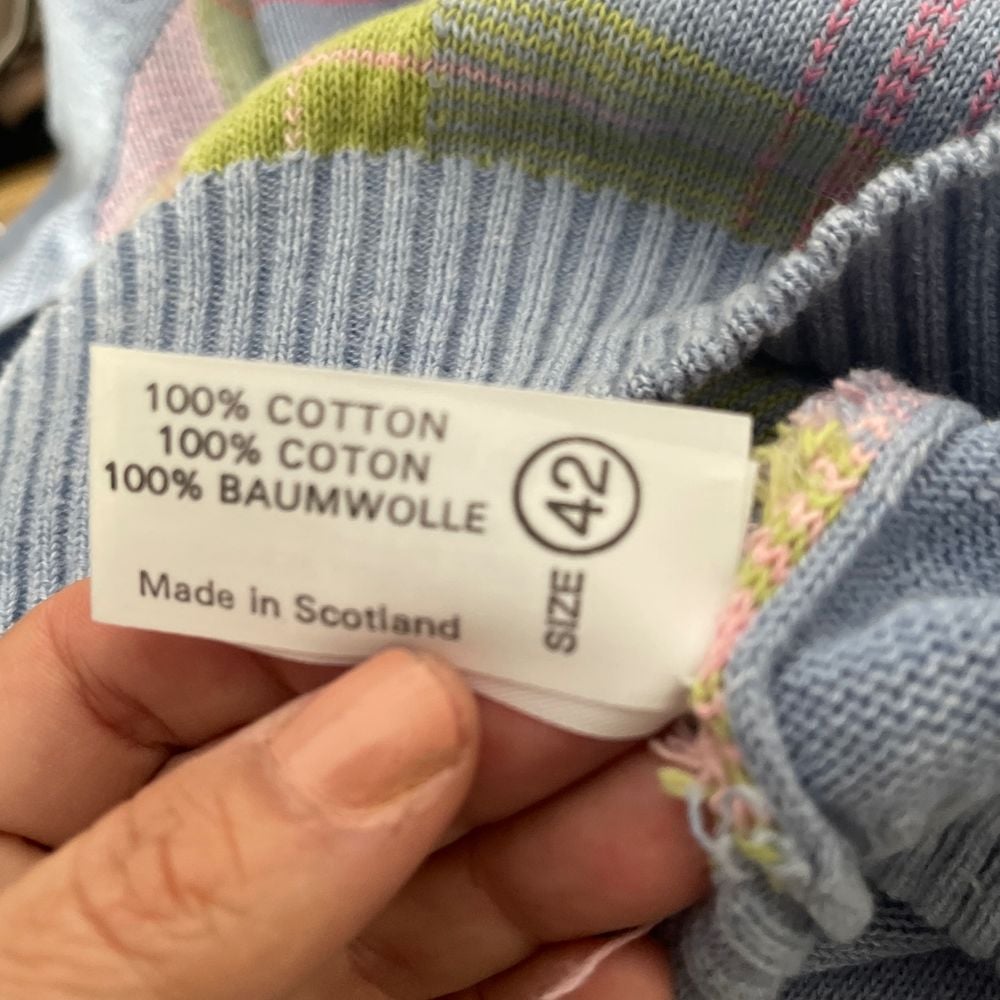 100% COTTON
100% COTON
100% BAUMWOLLE
Made in Scotland
SIZE 42